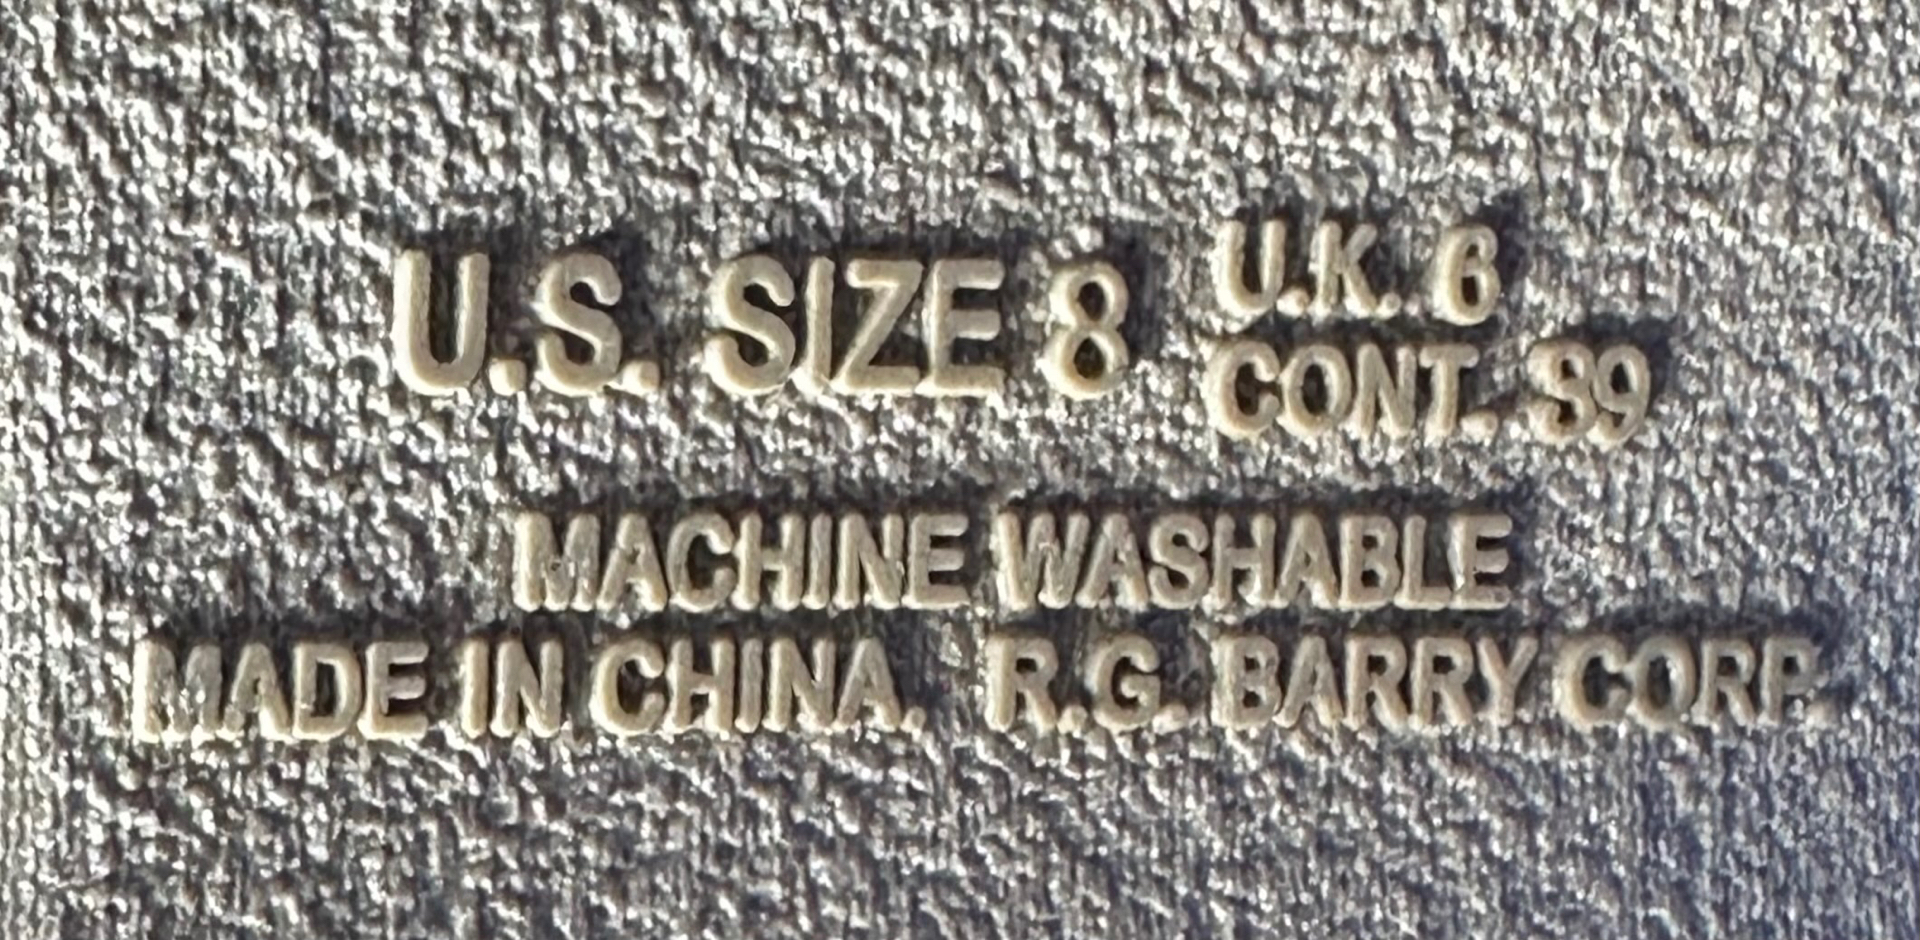 U.S. SIZE 8 U.K. 6
CONT. 39
MACHINE WASHABLE
MADE IN CHINA. R.G. BARRY CORP.